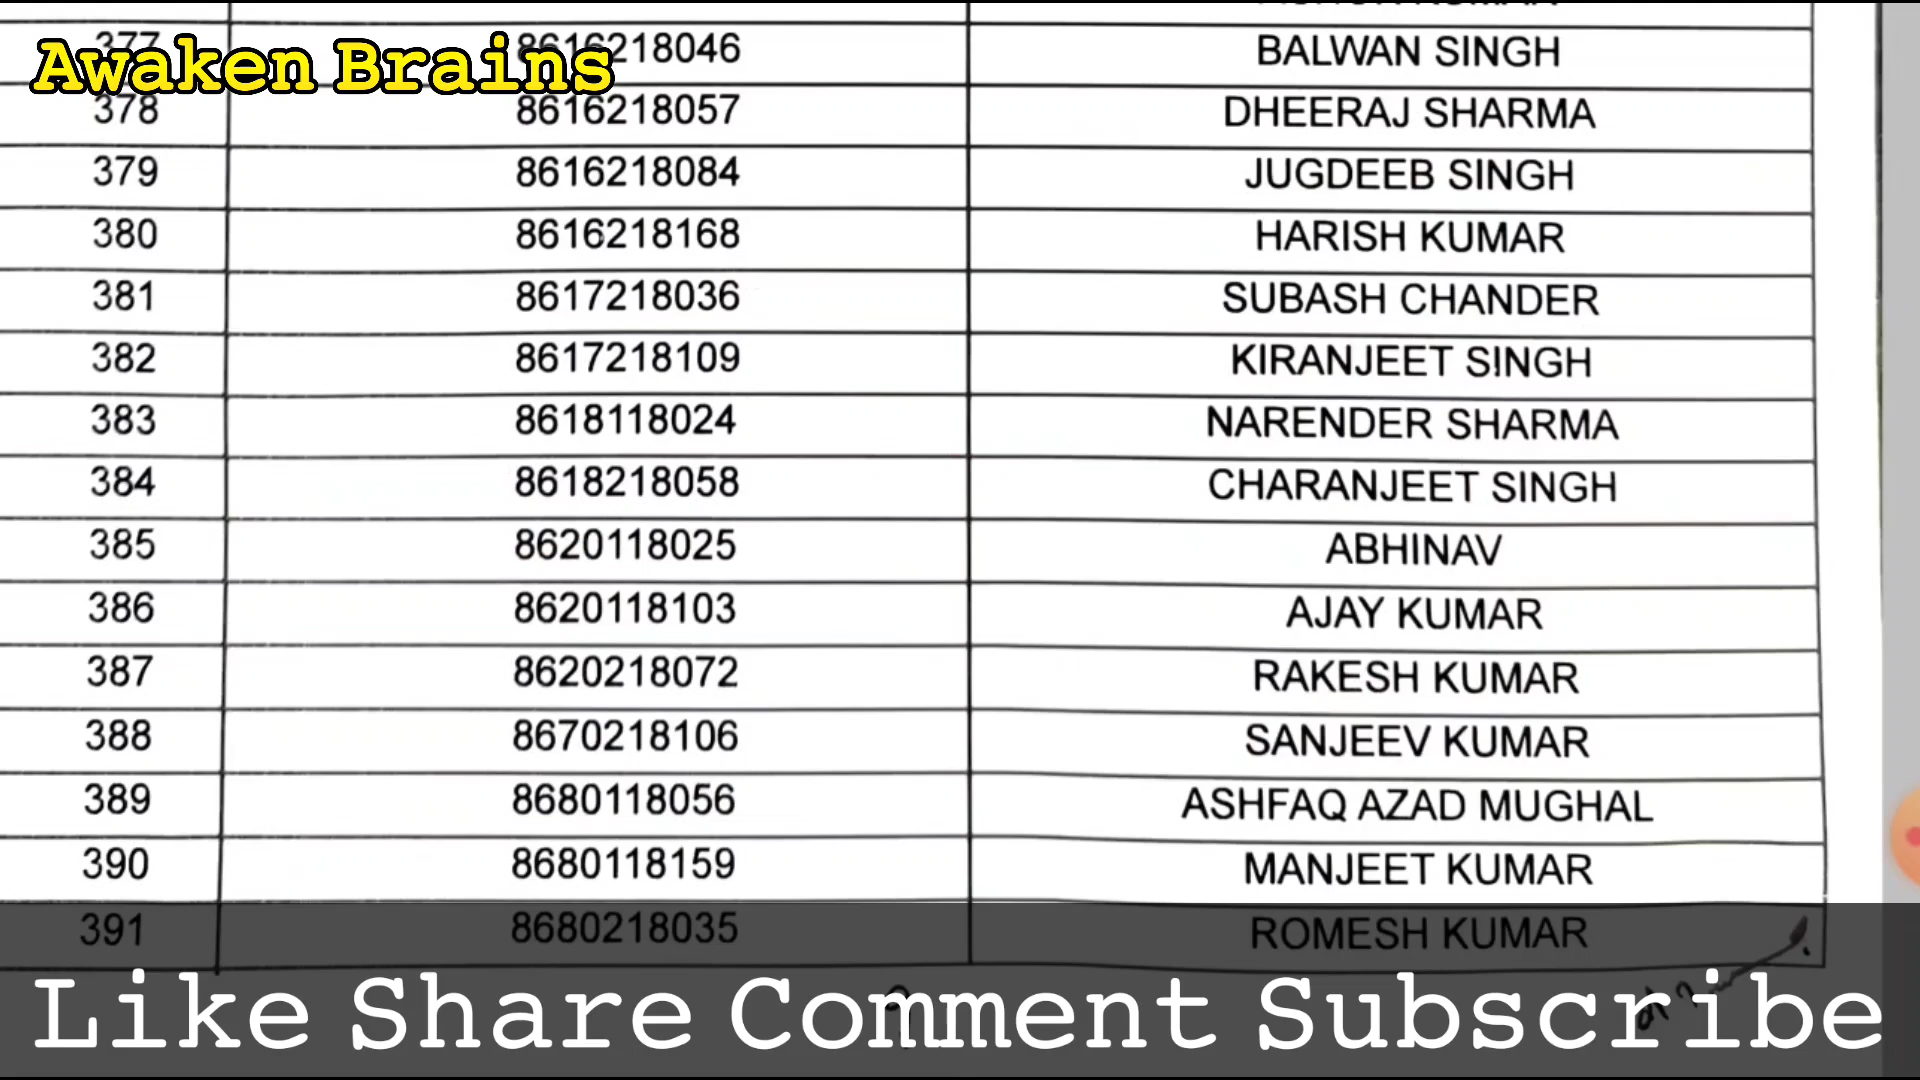 Awaken Brains
377 8616218046 BALWAN SINGH
378 8616218057 DHEERAJ SHARMA
379 8616218084 JUGDEEB SINGH
380 8616218168 HARISH KUMAR
381 8617218036 SUBASH CHANDER
382 8617218109 KIRANJEET SINGH
383 8618118024 NARENDER SHARMA
384 8618218058 CHARANJEET SINGH
385 8620118025 ABHINAV
386 8620118103 AJAY KUMAR
387 8620218072 RAKESH KUMAR
388 8670218106 SANJEEV KUMAR
389 8680118056 ASHFAQ AZAD MUGHAL
390 8680118159 MANJEET KUMAR
391 8680218035 ROMESH KUMAR
Like Share Comment Subscribe